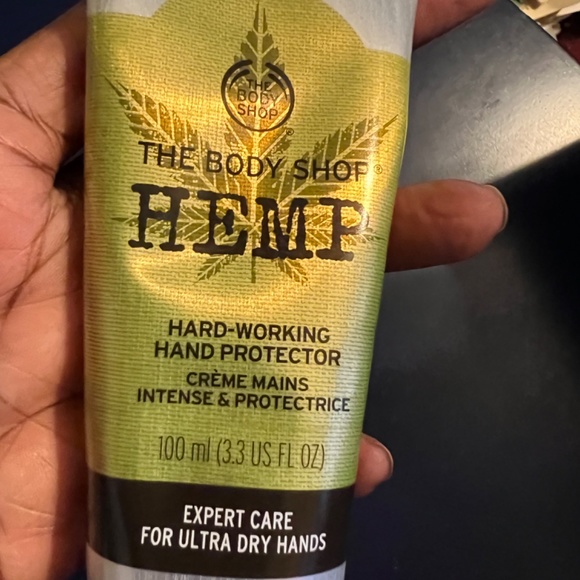 THE
BODY
SHOP
®
THE BODY SHOP®
HEMP
HARD-WORKING
HAND PROTECTOR
CRÈME MAINS
INTENSE & PROTECTRICE
100 ml (3.3 US FL OZ)
EXPERT CARE
FOR ULTRA DRY HANDS